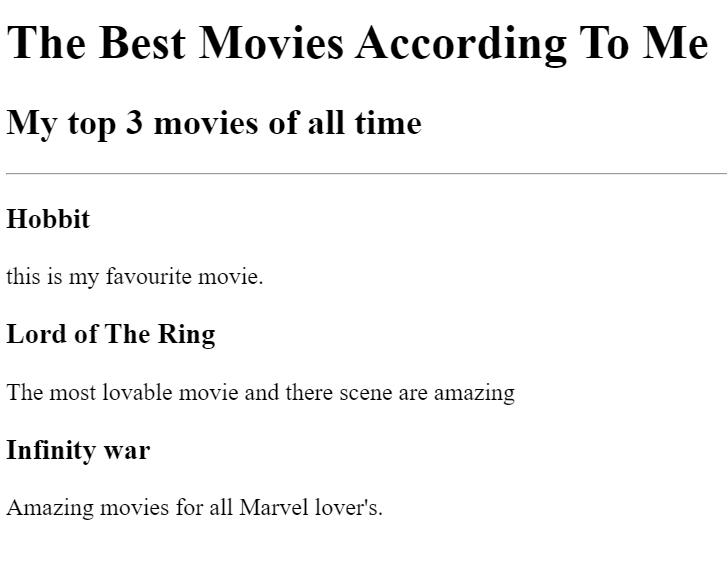 The Best Movies According To Me
My top 3 movies of all time
Hobbit
this is my favourite movie.
Lord of The Ring
The most lovable movie and there scene are amazing
Infinity war
Amazing movies for all Marvel lover's.